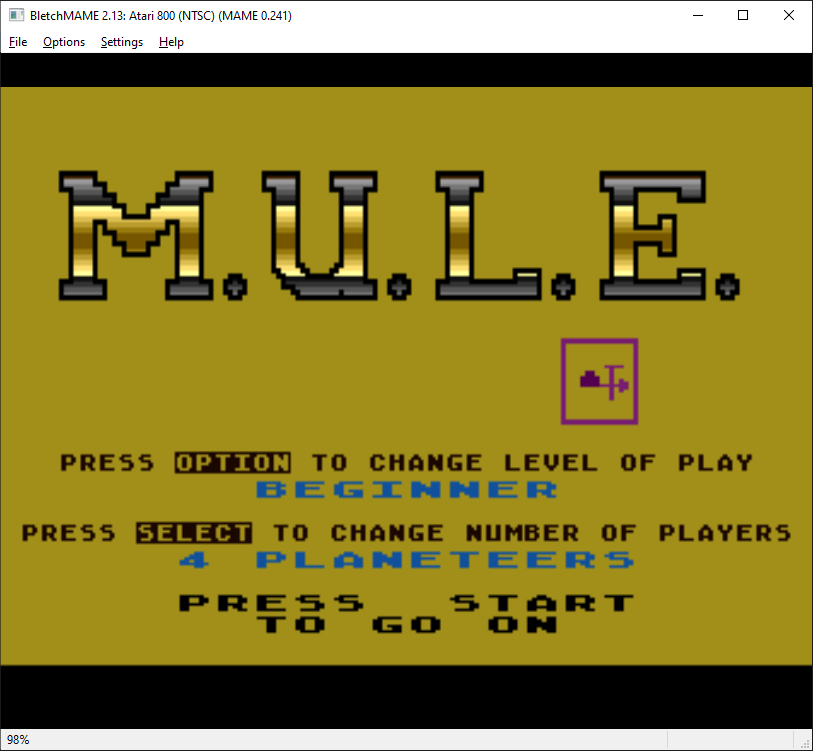 BletchMAME 2.13: Atari 800 (NTSC) (MAME 0.241)
File Options Settings Help
M.U.L.E.
PRESS OPTION TO CHANGE LEVEL OF PLAY
BEGINNER
PRESS SELECT TO CHANGE NUMBER OF PLAYERS
4 PLANETEERS
PRESS START
TO GO ON
98%